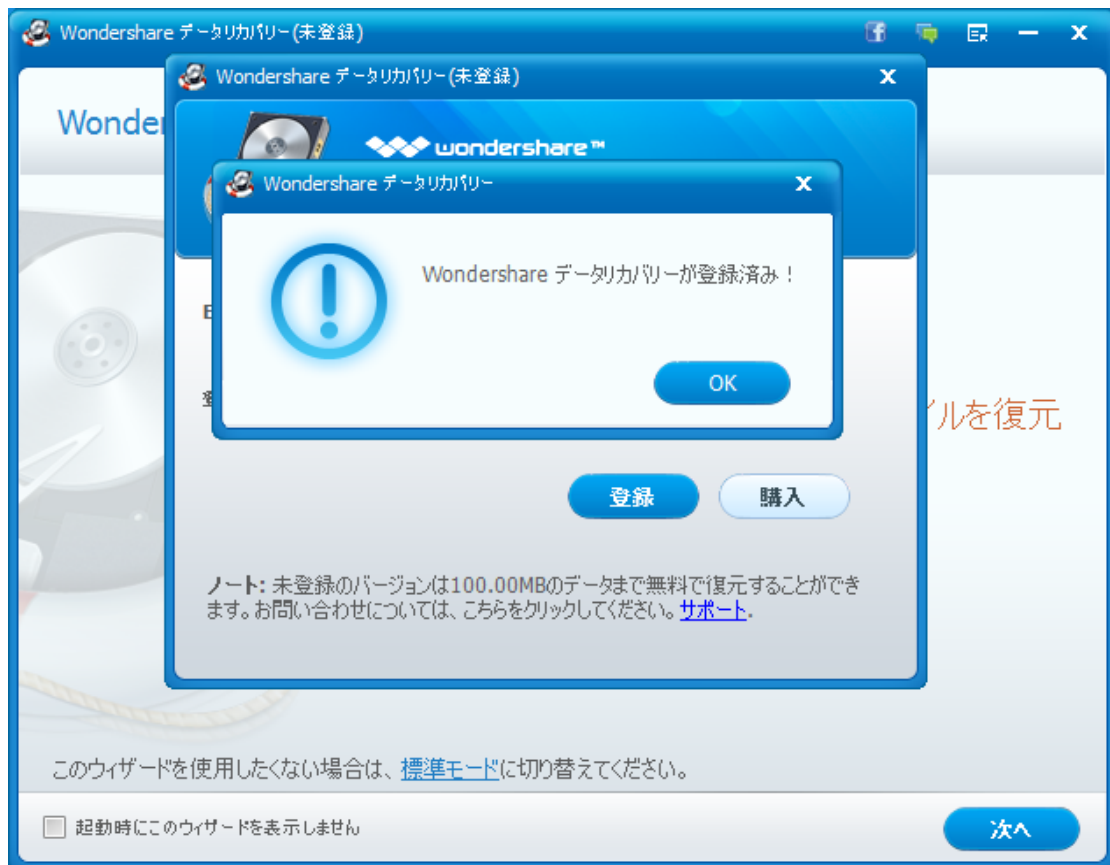 Wondershare データリカバリー(未登録)
Wondershare データリカバリー(未登録)
wondershare™
Wondershare データリカバリー
Wondershare データリカバリーが登録済み！
OK
ルを復元
登録
購入
ノート: 未登録のバージョンは100.00MBのデータまで無料で復元することができ
ます。お問い合わせについては、こちらをクリックしてください。サポート.
このウィザードを使用したくない場合は、標準モードに切り替えてください。
起動時にこのウィザードを表示しません
次へ